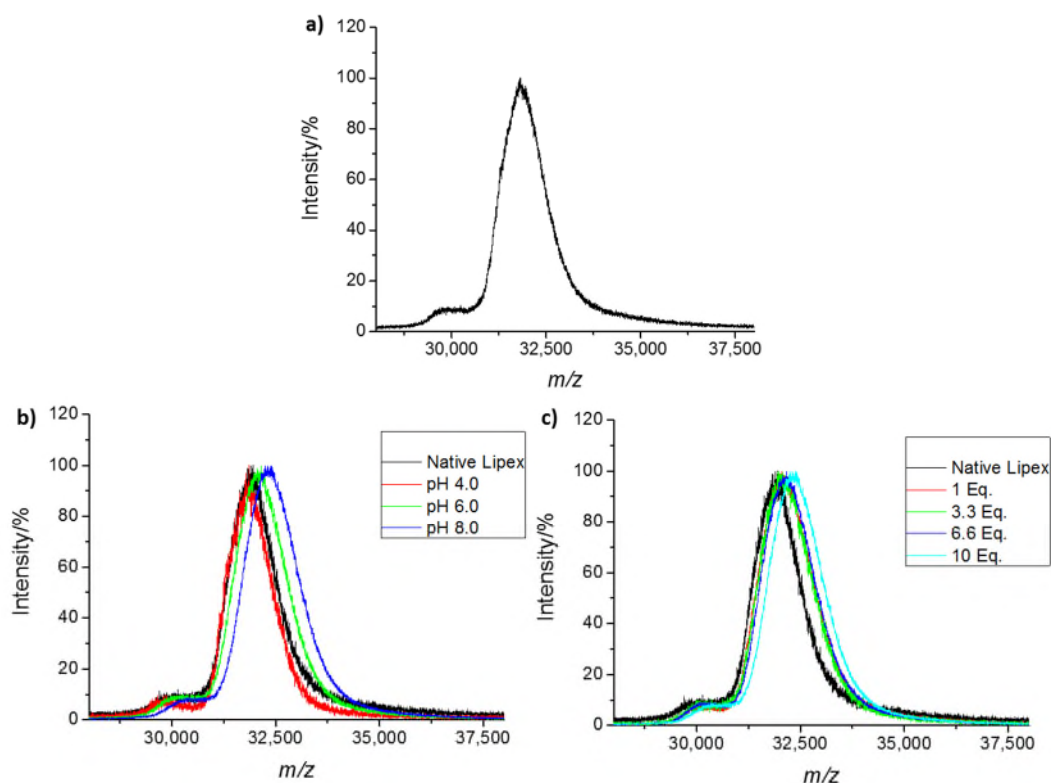 a)
120
100
80
60
40
20
0
Intensity/%
30,000 32,500 35,000 37,500
m/z
b)
120
100
80
60
40
20
0
Intensity/%
30,000 32,500 35,000 37,500
m/z
Native Lipex
pH 4.0
pH 6.0
pH 8.0
c)
120
100
80
60
40
20
0
Intensity/%
30,000 32,500 35,000 37,500
m/z
Native Lipex
1 Eq.
3.3 Eq.
6.6 Eq.
10 Eq.